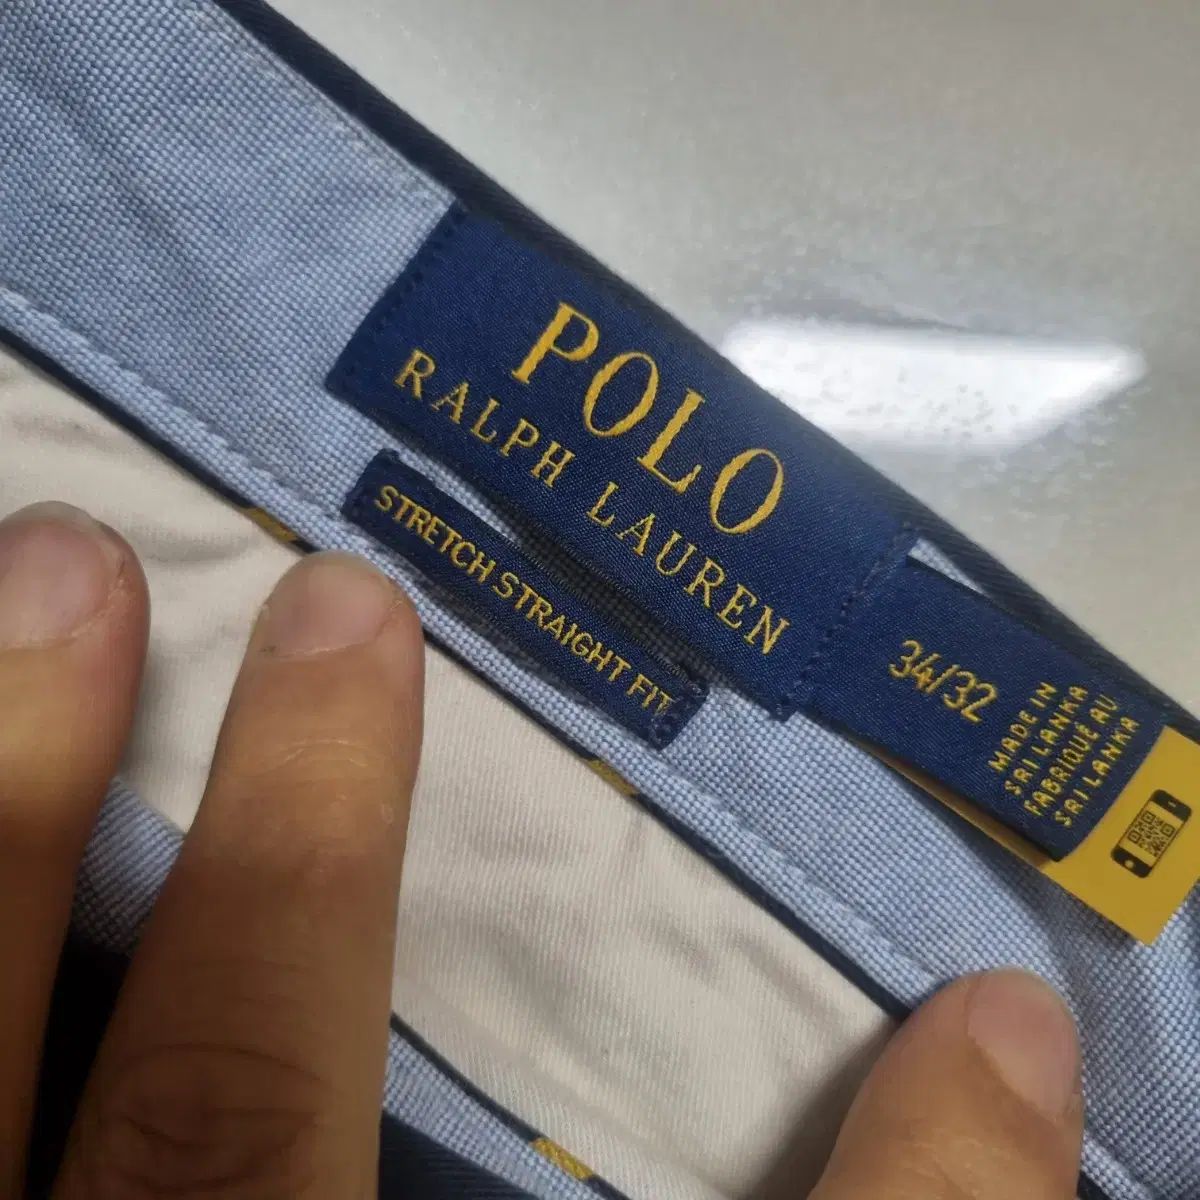 POLO
RALPH LAUREN
STRETCH STRAIGHT FIT
34/32
MADE IN
SRI LANKA
FABRIQUÉ AU
SRI LANKA